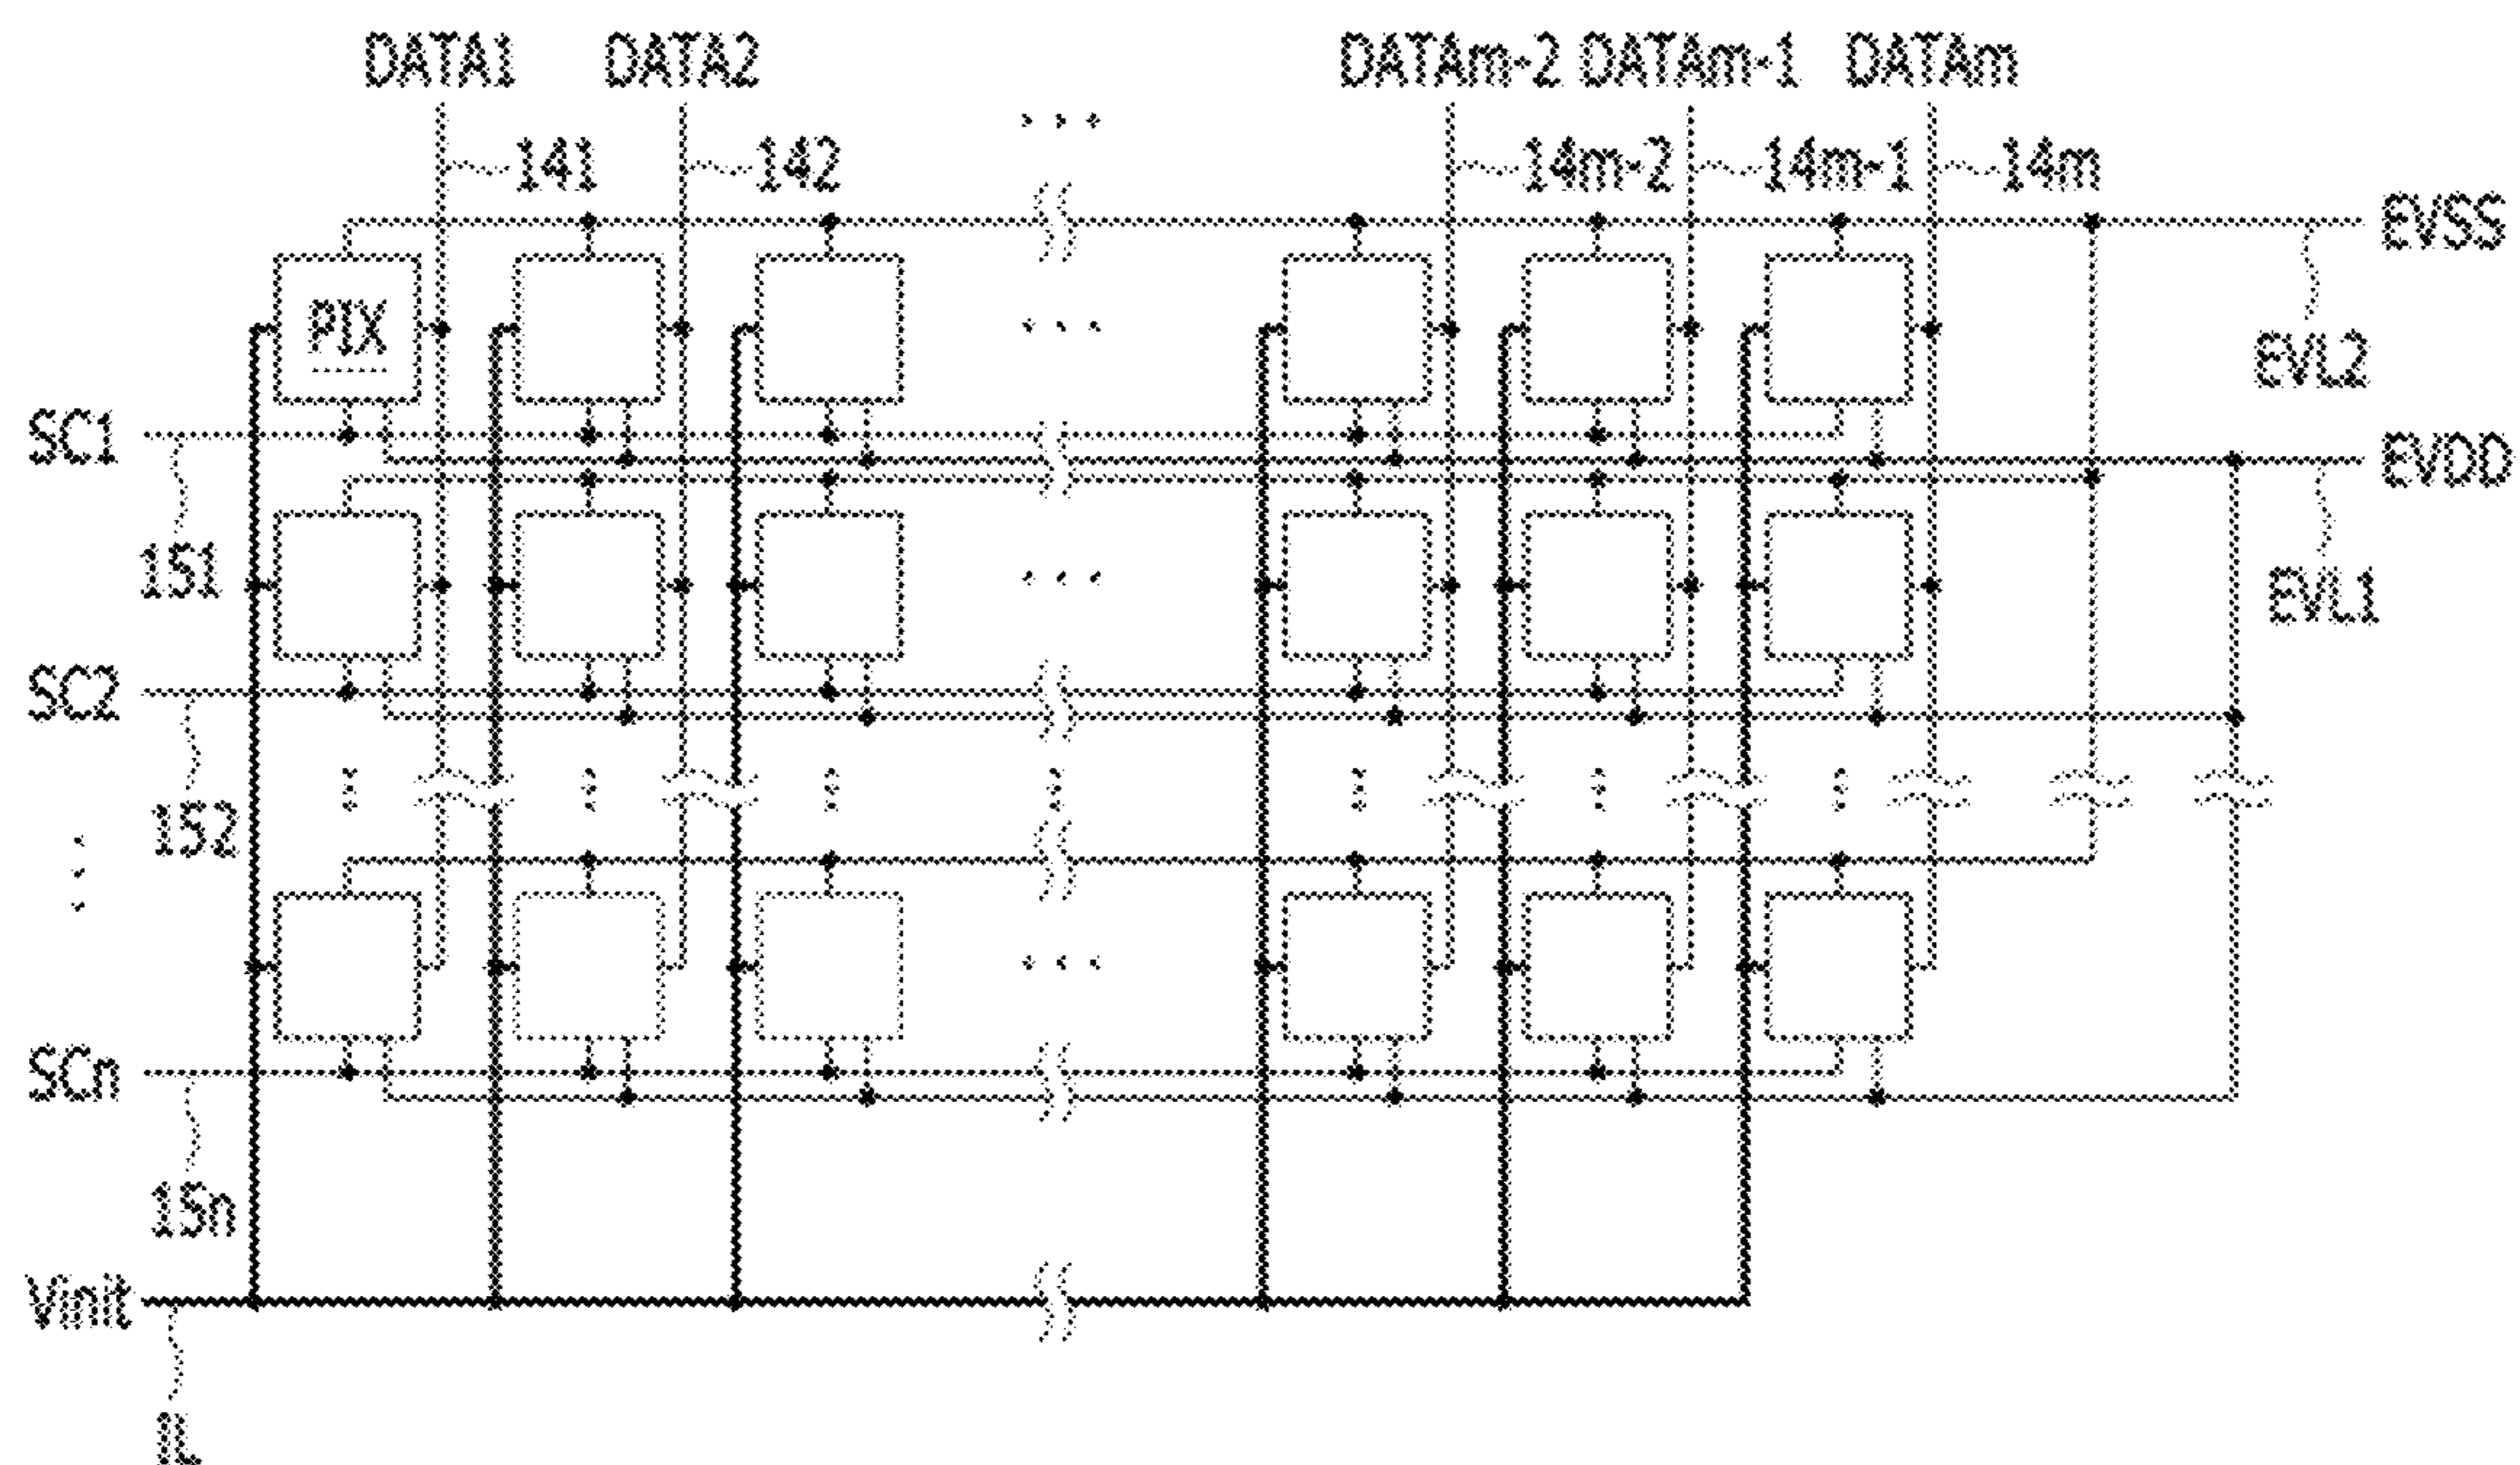 DATA1 DATA2 DATAm-2 DATAm-1 DATAm
... 
141 142 14m-2 14m-1 14m
EVSS
PIX
EVL2
SC1
EVDD
151
EVL1
SC2
152
SCn
15n
Vinit
IL